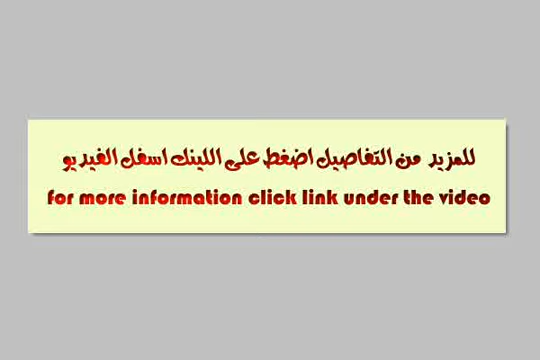 للمزيد من التفاصيل اضغط على اللينك اسفل الفيديو
for more information click link under the video